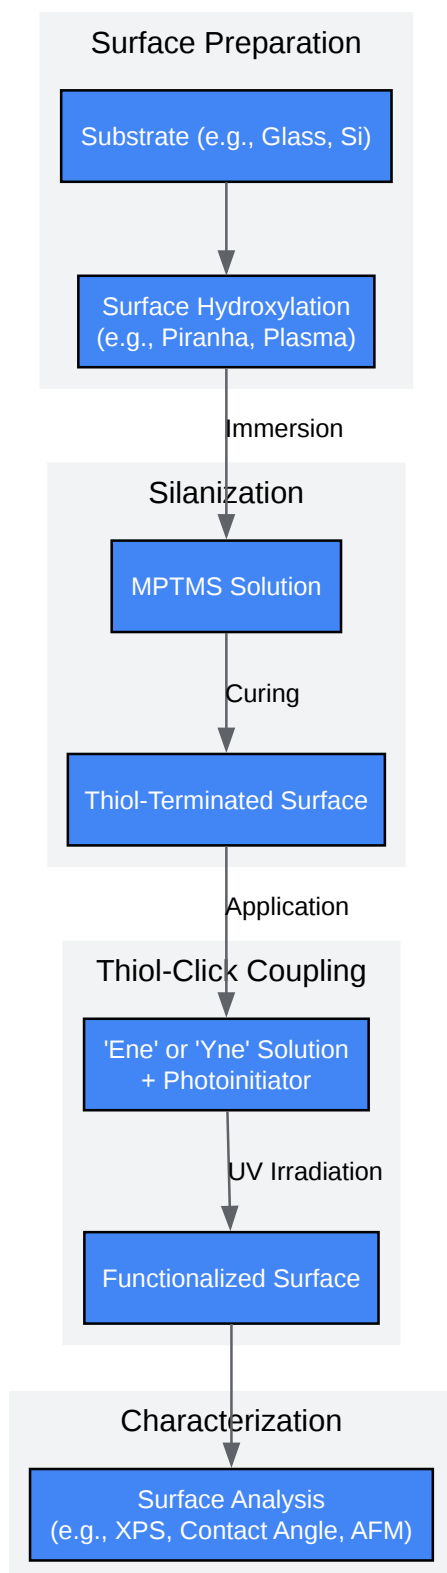 Surface Preparation
Substrate (e.g., Glass, Si)
Surface Hydroxylation
(e.g., Piranha, Plasma)
Immersion
Silanization
MPTMS Solution
Curing
Thiol-Terminated Surface
Application
Thiol-Click Coupling
'Ene' or 'Yne' Solution
+ Photoinitiator
UV Irradiation
Functionalized Surface
Characterization
Surface Analysis
(e.g., XPS, Contact Angle, AFM)